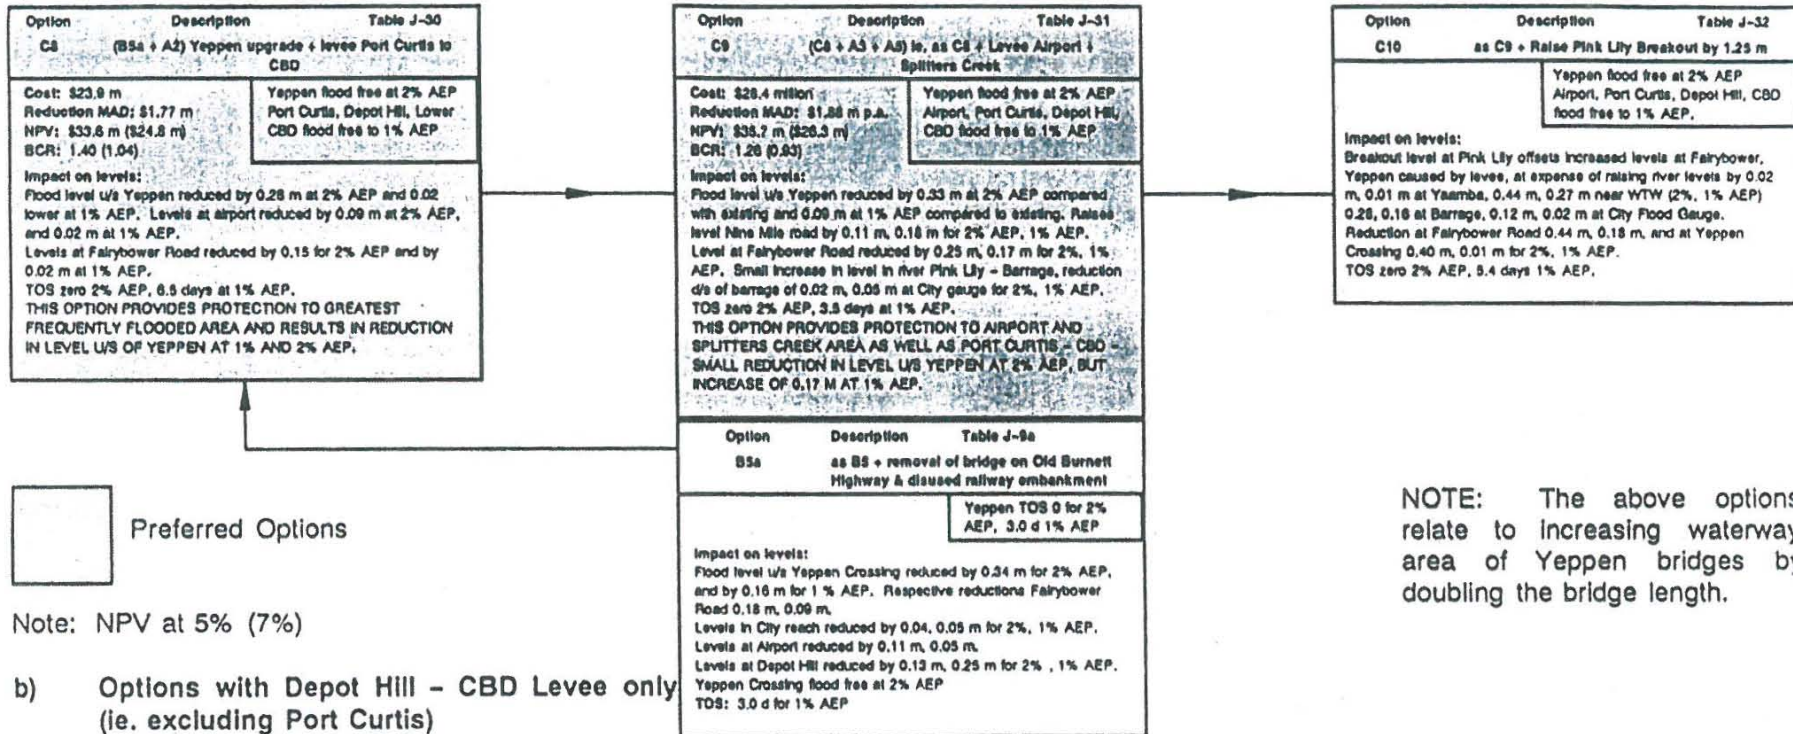 Option Description Table J-30
C8 (B5a + A2) Yeppen upgrade + levee Port Curtis to
CBD
Cost: $23.9 m
Reduction MAD: $1.77 m
NPV: $33.6 m ($24.8 m)
BCR: 1.40 (1.04)
Yeppen flood free at 2% AEP
Port Curtis, Depot Hill, Lower
CBD flood free to 1% AEP
Impact on levels:
Flood level u/s Yeppen reduced by 0.28 m at 2% AEP and 0.02
lower at 1% AEP. Levels at airport reduced by 0.09 m at 2% AEP,
and 0.02 m at 1% AEP.
Levels at Fairybower Road reduced by 0.15 for 2% AEP and by
0.02 m at 1% AEP.
TOS zero 2% AEP, 6.5 days at 1% AEP.
THIS OPTION PROVIDES PROTECTION TO GREATEST
FREQUENTLY FLOODED AREA AND RESULTS IN REDUCTION
IN LEVEL U/S OF YEPPEN AT 1% AND 2% AEP.
Option Description Table J-31
C9 (C8 + A3 + A5) ie, as C8 + Levee Airport +
Splitters Creek
Cost: $28.4 million
Reduction MAD: $1.88 m p.a.
NPV: $35.7 m ($26.3 m)
BCR: 1.26 (0.93)
Yeppen flood free at 2% AEP
Airport, Port Curtis, Depot Hill,
CBD flood free to 1% AEP
Impact on levels:
Flood level u/s Yeppen reduced by 0.33 m at 2% AEP compared
with existing and 0.09 m at 1% AEP compared to existing. Raises
level Nine Mile road by 0.11 m, 0.18 m for 2% AEP, 1% AEP.
Level at Fairybower Road reduced by 0.25 m, 0.17 m for 2%, 1%
AEP. Small increase in level in river Pink Lily - Barrage, reduction
d/s of barrage of 0.02 m, 0.05 m at City gauge for 2%, 1% AEP.
TOS zero 2% AEP, 3.5 days at 1% AEP.
THIS OPTION PROVIDES PROTECTION TO AIRPORT AND
SPLITTERS CREEK AREA AS WELL AS PORT CURTIS - CBD -
SMALL REDUCTION IN LEVEL U/S YEPPEN AT 2% AEP, BUT
INCREASE OF 0.17 M AT 1% AEP.
Option Description Table J-32
C10 as C9 + Raise Pink Lily Breakout by 1.25 m
Yeppen flood free at 2% AEP
Airport, Port Curtis, Depot Hill, CBD
flood free to 1% AEP.
Impact on levels:
Breakout level at Pink Lily offsets increased levels at Fairybower,
Yeppen caused by levee, at expense of raising river levels by 0.02
m, 0.01 m at Yaamba, 0.44 m, 0.27 m near WTW (2%, 1% AEP)
0.28, 0.16 at Barrage, 0.12 m, 0.02 m at City Flood Gauge.
Reduction at Fairybower Road 0.44 m, 0.18 m, and at Yeppen
Crossing 0.40 m, 0.01 m for 2%, 1% AEP.
TOS zero 2% AEP, 5.4 days 1% AEP.
Option Description Table J-9a
B5a as B5 + removal of bridge on Old Burnett
Highway & disused railway embankment
Yeppen TOS 0 for 2%
AEP, 3.0 d 1% AEP
Impact on levels:
Flood level u/s Yeppen Crossing reduced by 0.34 m for 2% AEP,
and by 0.16 m for 1 % AEP. Respective reductions Fairybower
Road 0.18 m, 0.09 m.
Levels in City reach reduced by 0.04, 0.05 m for 2%, 1% AEP.
Levels at Airport reduced by 0.11 m, 0.05 m.
Levels at Depot Hill reduced by 0.13 m, 0.25 m for 2% , 1% AEP.
Yeppen Crossing flood free at 2% AEP
TOS: 3.0 d for 1% AEP
Preferred Options
Note: NPV at 5% (7%)
b) Options with Depot Hill - CBD Levee only
(ie. excluding Port Curtis)
NOTE: The above options
relate to increasing waterway
area of Yeppen bridges by
doubling the bridge length.